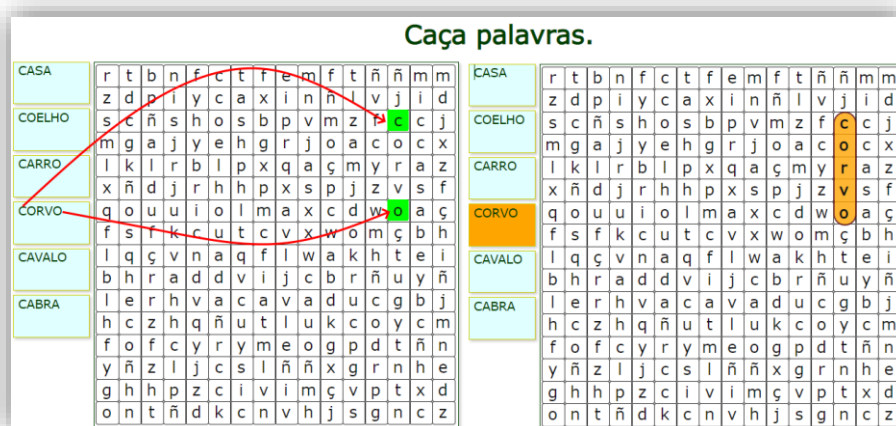 Caça palavras.
CASA
COELHO
CARRO
CORVO
CAVALO
CABRA
r t b n f c t f e m f t ñ ñ m m
z d p i y c a x i n ñ l v j i d
s c ñ s h o s b p v m z f c c j
m g a j y e h g r j o a c o c x
l k l r b l p x q a ç m y r a z
x ñ d j r h h p x s p j z v s f
q o u u i o l m a x c d w o a ç
f s f k c u t c v x w o m ç b h
l q ç v n a q f l w a k h t e i
b h r a d d v i j c b r ñ u y ñ
l e r h v a c a v a d u c g b j
h c z h q ñ u t l u k c o y c m
f o f c y r y m e o g p d t ñ n
y ñ z l j c s l ñ ñ x g r n h e
g h h p z c i v i m ç v p t x d
o n t ñ d k c n v h j s g n c z
CASA
COELHO
CARRO
CORVO
CAVALO
CABRA
r t b n f c t f e m f t ñ ñ m m
z d p i y c a x i n ñ l v j i d
s c ñ s h o s b p v m z f c c j
m g a j y e h g r j o a c o c x
l k l r b l p x q a ç m y r a z
x ñ d j r h h p x s p j z v s f
q o u u i o l m a x c d w o a ç
f s f k c u t c v x w o m ç b h
l q ç v n a q f l w a k h t e i
b h r a d d v i j c b r ñ u y ñ
l e r h v a c a v a d u c g b j
h c z h q ñ u t l u k c o y c m
f o f c y r y m e o g p d t ñ n
y ñ z l j c s l ñ ñ x g r n h e
g h h p z c i v i m ç v p t x d
o n t ñ d k c n v h j s g n c z